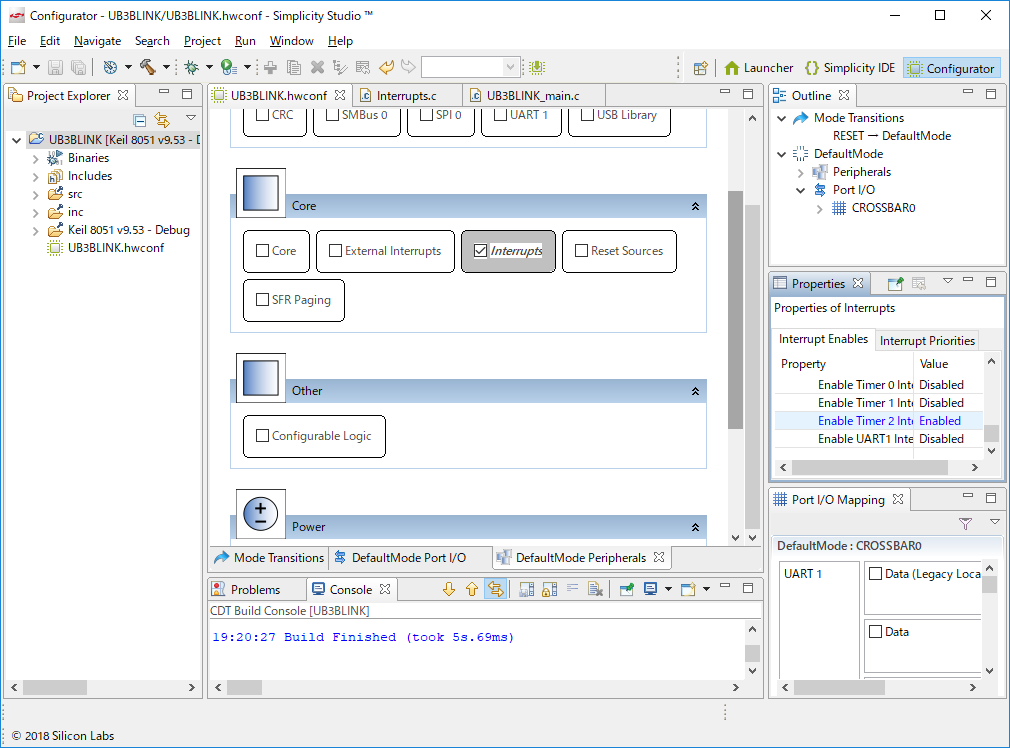 Configurator - UB3BLINK/UB3BLINK.hwconf - Simplicity Studio ™
File Edit Navigate Search Project Run Window Help
Launcher Simplicity IDE Configurator
Project Explorer
UB3BLINK [Keil 8051 v9.53 - D
Binaries
Includes
src
inc
Keil 8051 v9.53 - Debug
UB3BLINK.hwconf
UB3BLINK.hwconf Interrupts.c UB3BLINK_main.c
CRC SMBus 0 SPI 0 UART 1 USB Library
Core
Core External Interrupts Interrupts Reset Sources
SFR Paging
Other
Configurable Logic
Power
Mode Transitions DefaultMode Port I/O DefaultMode Peripherals
Problems Console
CDT Build Console [UB3BLINK]
19:20:27 Build Finished (took 5s.69ms)
Outline
Mode Transitions
RESET → DefaultMode
DefaultMode
Peripherals
Port I/O
CROSSBAR0
Properties
Properties of Interrupts
Interrupt Enables Interrupt Priorities
Property Value
Enable Timer 0 Inte Disabled
Enable Timer 1 Inte Disabled
Enable Timer 2 Inte Enabled
Enable UART1 Inte Disabled
Port I/O Mapping
DefaultMode : CROSSBAR0
UART 1 Data (Legacy Loca
Data
© 2018 Silicon Labs